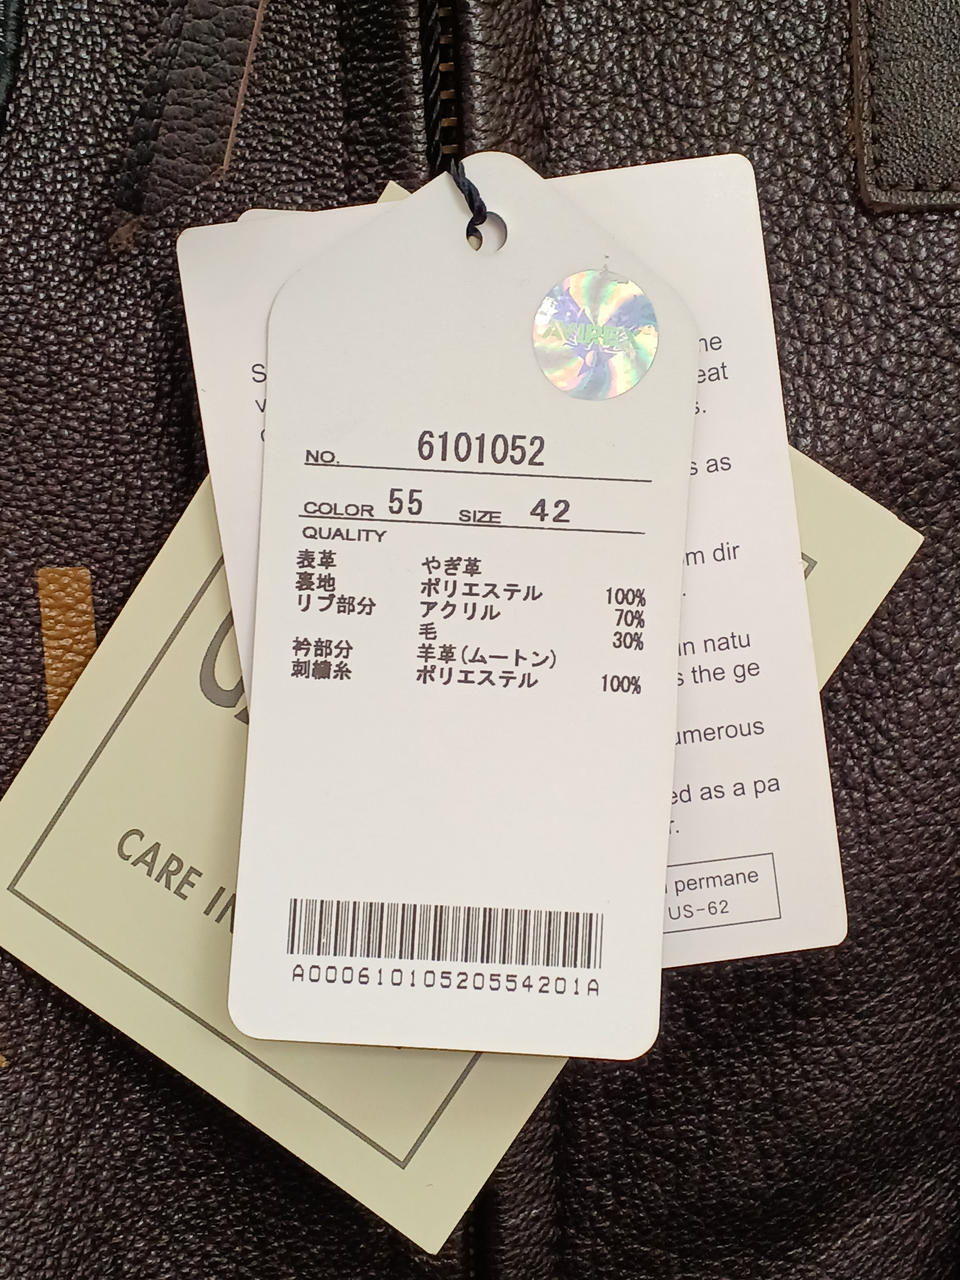 AVIREX
NO. 6101052
COLOR 55 SIZE 42
QUALITY
表革 やぎ革
裏地 ポリエステル 100%
リブ部分 アクリル 70%
毛 30%
衿部分 羊革(ムートン)
刺繍糸 ポリエステル 100%
A00061010520554201A
CARE
eat
s as
m dir
in natu
s the ge
umerous
ed as a pa
r.
permane
US-62